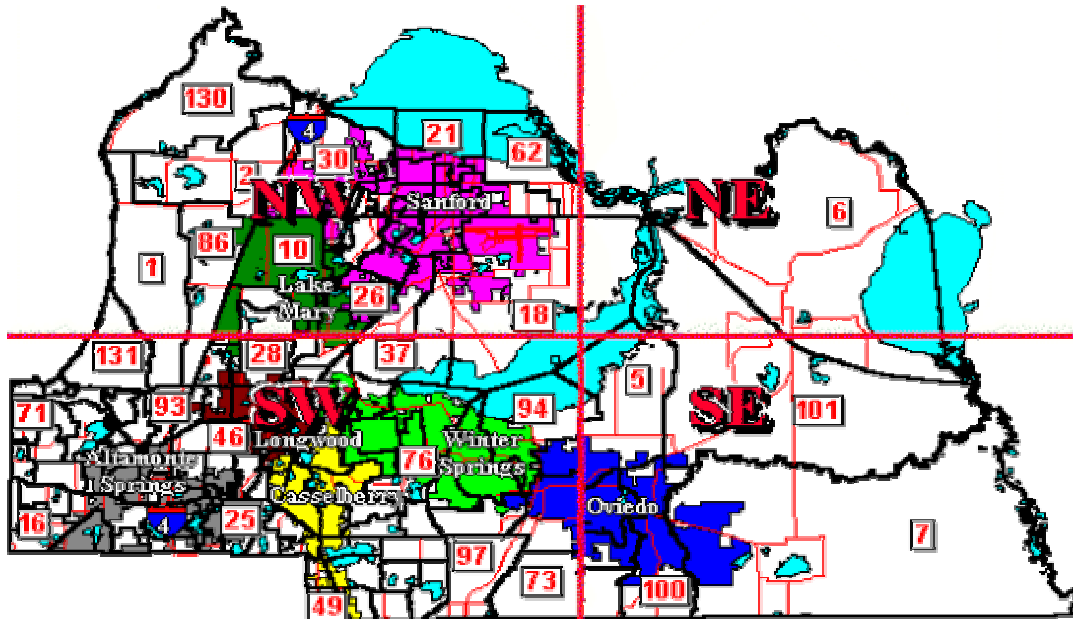 130
4
30
21
62
2
NW
Sanford
NE
6
86
10
1
Lake
Mary
26
18
131
28
37
5
71
93
SW
94
SE
101
46
Longwood
Winter
Springs
76
Altamonte
Springs
Casselberry
Oviedo
16
4
25
7
97
73
100
49